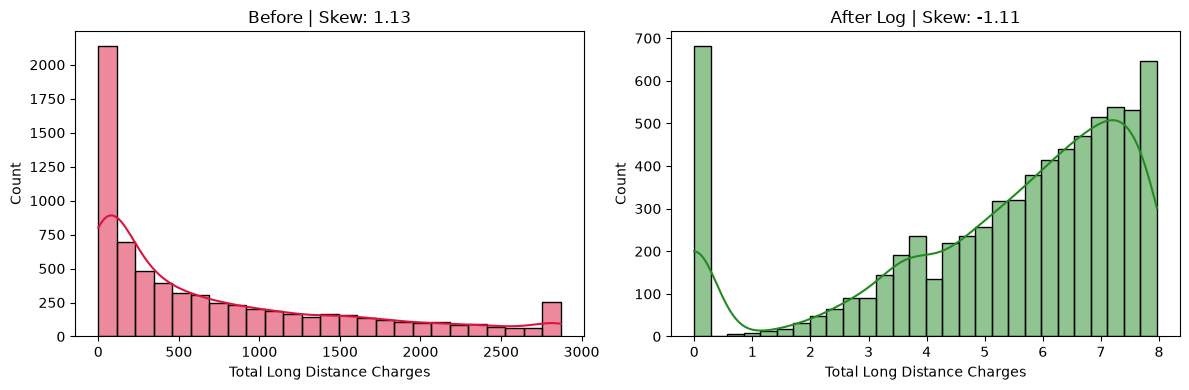 Before | Skew: 1.13
2000
1750
1500
1250
1000
750
500
250
0
Count
0 500 1000 1500 2000 2500 3000
Total Long Distance Charges
After Log | Skew: -1.11
700
600
500
400
300
200
100
0
Count
0 1 2 3 4 5 6 7 8
Total Long Distance Charges